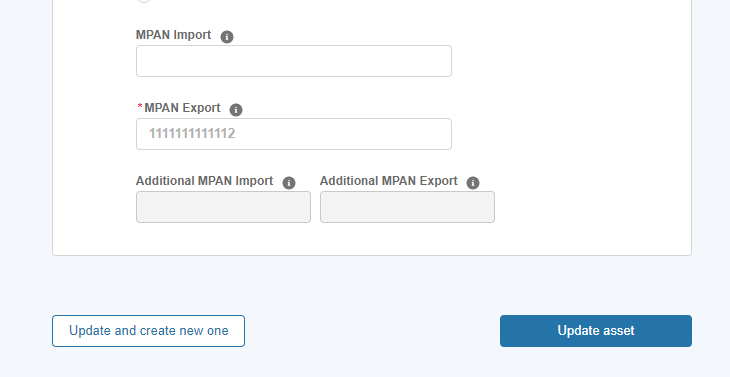 MPAN Import
*MPAN Export
1111111111112
Additional MPAN Import Additional MPAN Export
Update and create new one Update asset